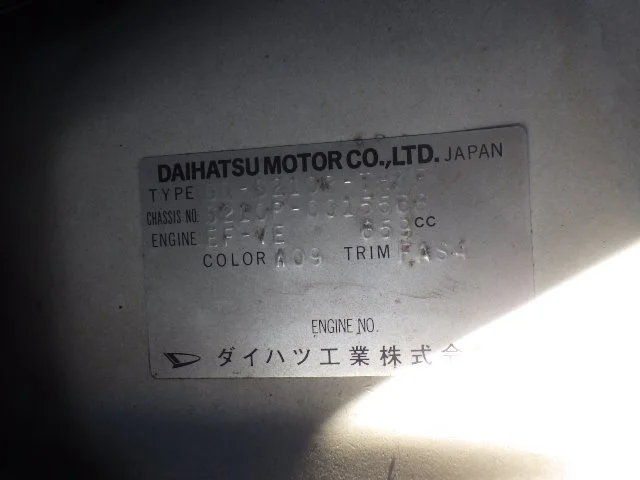 DAIHATSU MOTOR CO.,LTD. JAPAN
TYPE
CHASSIS NO.
ENGINE EF-VE 659 CC
COLOR W09 TRIM FASA
ENGINE NO.
ダイハツ工業株式会